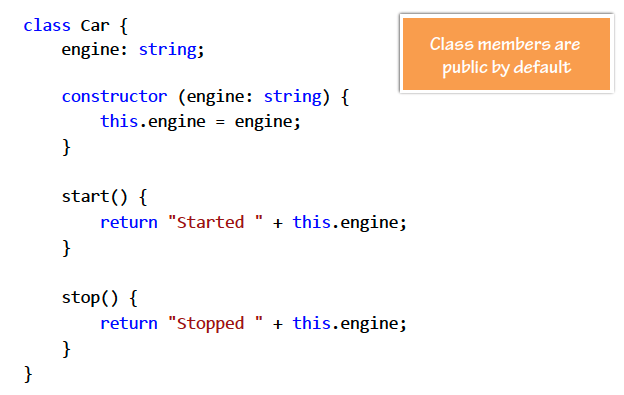 class Car {
    engine: string;
    constructor (engine: string) {
        this.engine = engine;
    }
    start() {
        return "Started " + this.engine;
    }
    stop() {
        return "Stopped " + this.engine;
    }
}
Class members are
public by default